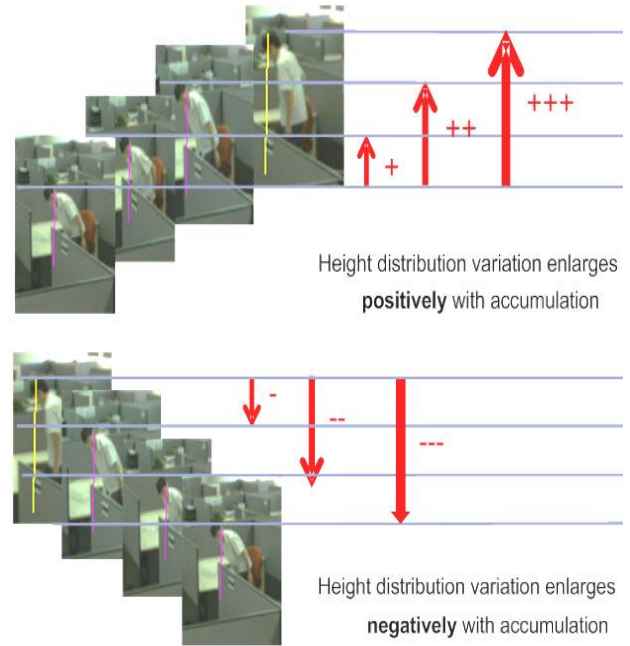 +
++
+++
Height distribution variation enlarges
positively with accumulation
-
--
---
Height distribution variation enlarges
negatively with accumulation